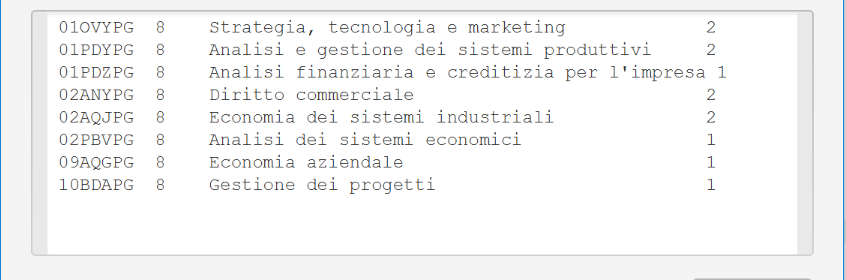 01OVYPG 8 Strategia, tecnologia e marketing 2
01PDYPG 8 Analisi e gestione dei sistemi produttivi 2
01PDZPG 8 Analisi finanziaria e creditizia per l'impresa 1
02ANYPG 8 Diritto commerciale 2
02AQJPG 8 Economia dei sistemi industriali 2
02PBVPG 8 Analisi dei sistemi economici 1
09AQGPG 8 Economia aziendale 1
10BDAPG 8 Gestione dei progetti 1